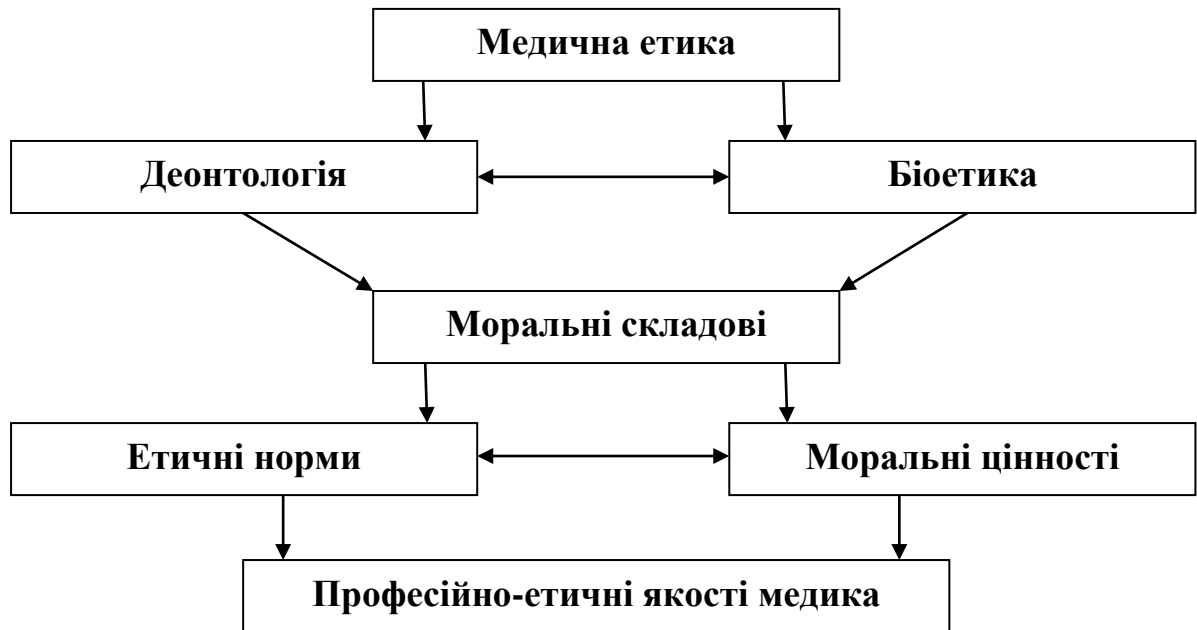 Медична етика
Деонтологія
Біоетика
Моральні складові
Етичні норми
Моральні цінності
Професійно-етичні якості медика